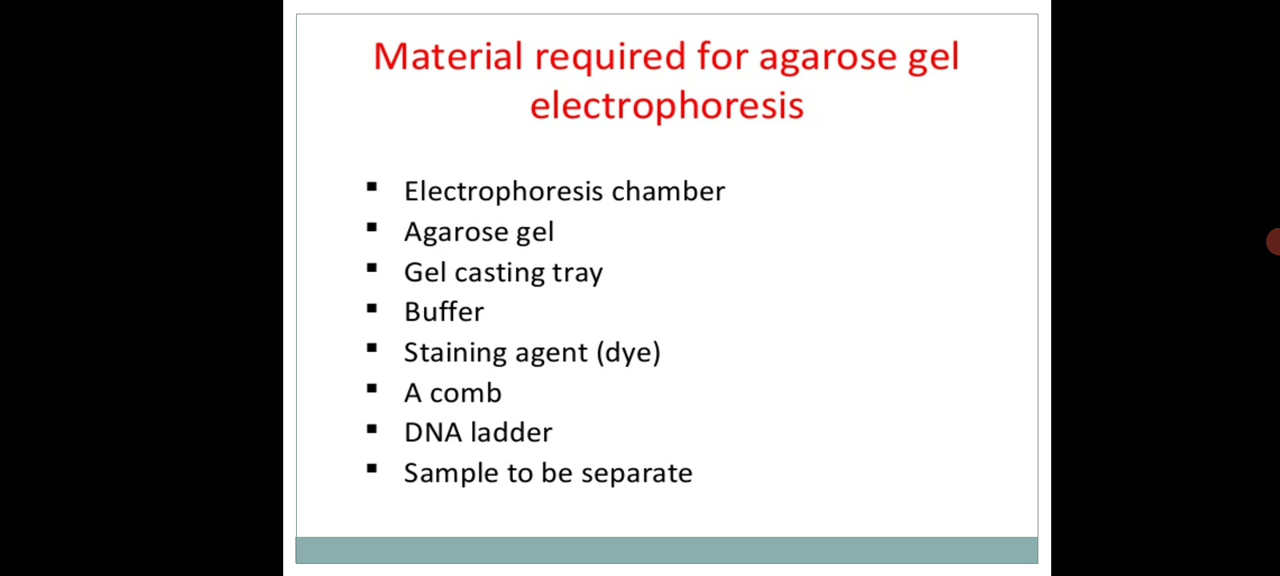 Material required for agarose gel
electrophoresis
▪ Electrophoresis chamber
▪ Agarose gel
▪ Gel casting tray
▪ Buffer
▪ Staining agent (dye)
▪ A comb
▪ DNA ladder
▪ Sample to be separate